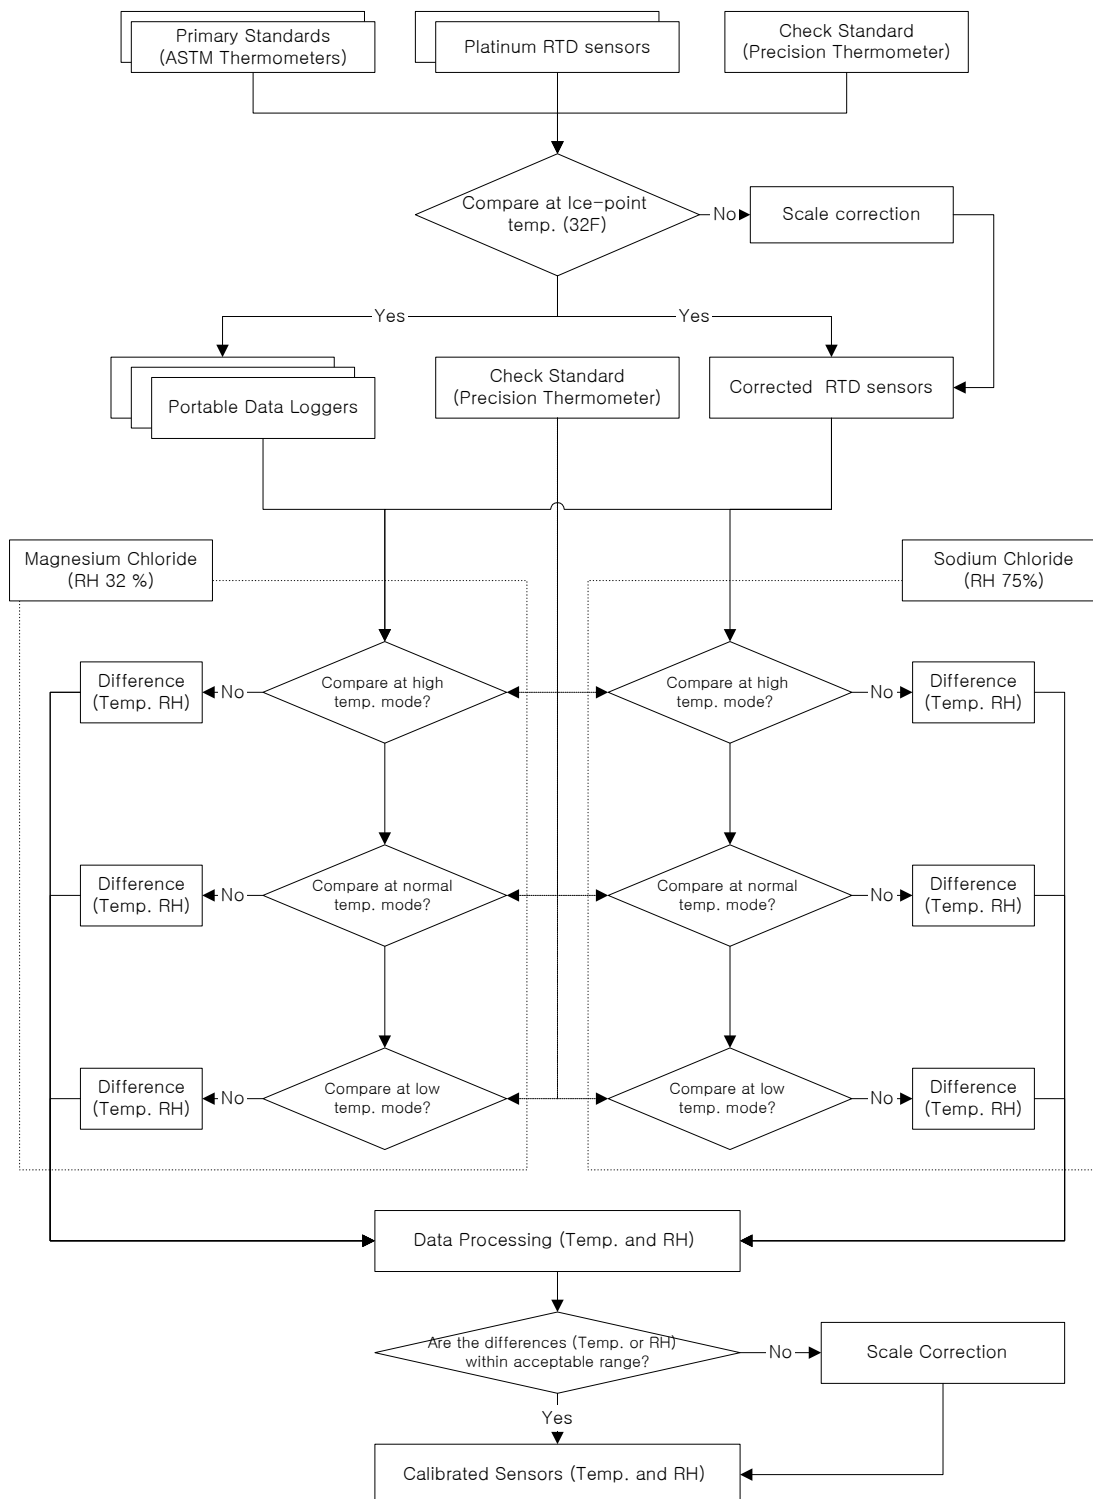 Primary Standards
(ASTM Thermometers)
Platinum RTD sensors
Check Standard
(Precision Thermometer)
Compare at Ice-point
temp. (32F)
No
Scale correction
Yes
Yes
Portable Data Loggers
Check Standard
(Precision Thermometer)
Corrected RTD sensors
Magnesium Chloride
(RH 32 %)
Sodium Chloride
(RH 75%)
Difference
(Temp. RH)
No
Compare at high
temp. mode?
Compare at high
temp. mode?
No
Difference
(Temp. RH)
Difference
(Temp. RH)
No
Compare at normal
temp. mode?
Compare at normal
temp. mode?
No
Difference
(Temp. RH)
Difference
(Temp. RH)
No
Compare at low
temp. mode?
Compare at low
temp. mode?
No
Difference
(Temp. RH)
Data Processing (Temp. and RH)
Are the differences (Temp. or RH)
within acceptable range?
No
Scale Correction
Yes
Calibrated Sensors (Temp. and RH)